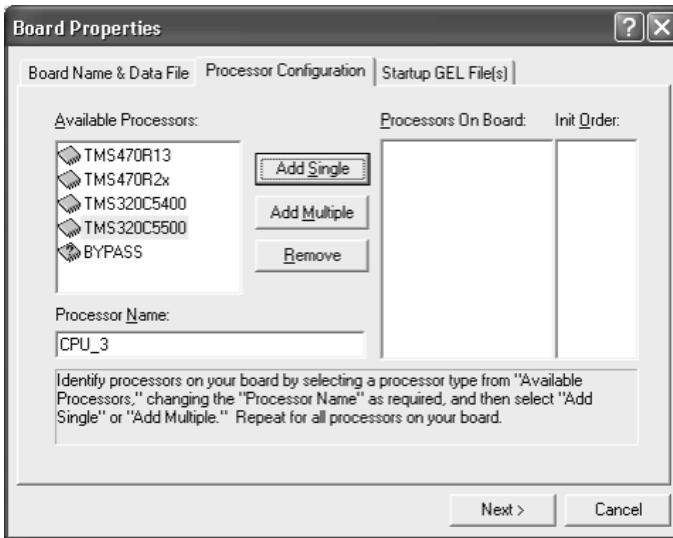 Board Properties
Board Name & Data File
Processor Configuration
Startup GEL File(s)
Available Processors:
TMS470R13
TMS470R2x
TMS320C5400
TMS320C5500
BYPASS
Add Single
Add Multiple
Remove
Processors On Board:
Init Order:
Processor Name:
CPU_3
Identify processors on your board by selecting a processor type from "Available
Processors," changing the "Processor Name" as required, and then select "Add
Single" or "Add Multiple." Repeat for all processors on your board.
Next >
Cancel